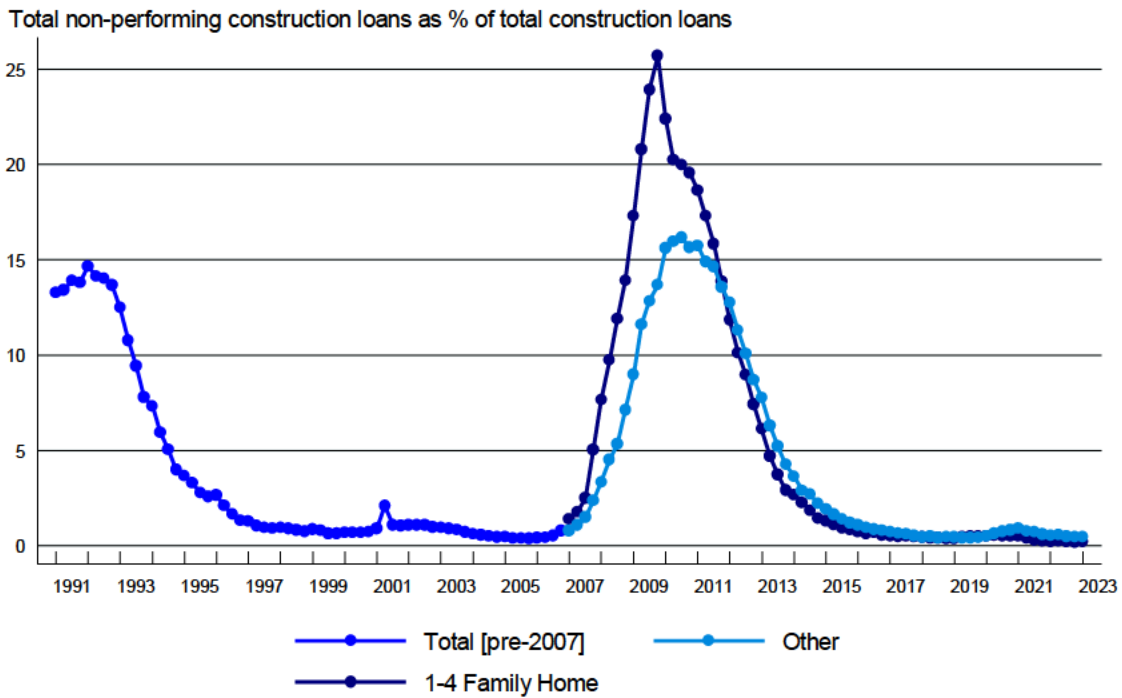 Total non-performing construction loans as % of total construction loans
25
20
15
10
5
0
1991 1993 1995 1997 1999 2001 2003 2005 2007 2009 2011 2013 2015 2017 2019 2021 2023
Total [pre-2007] Other
1-4 Family Home